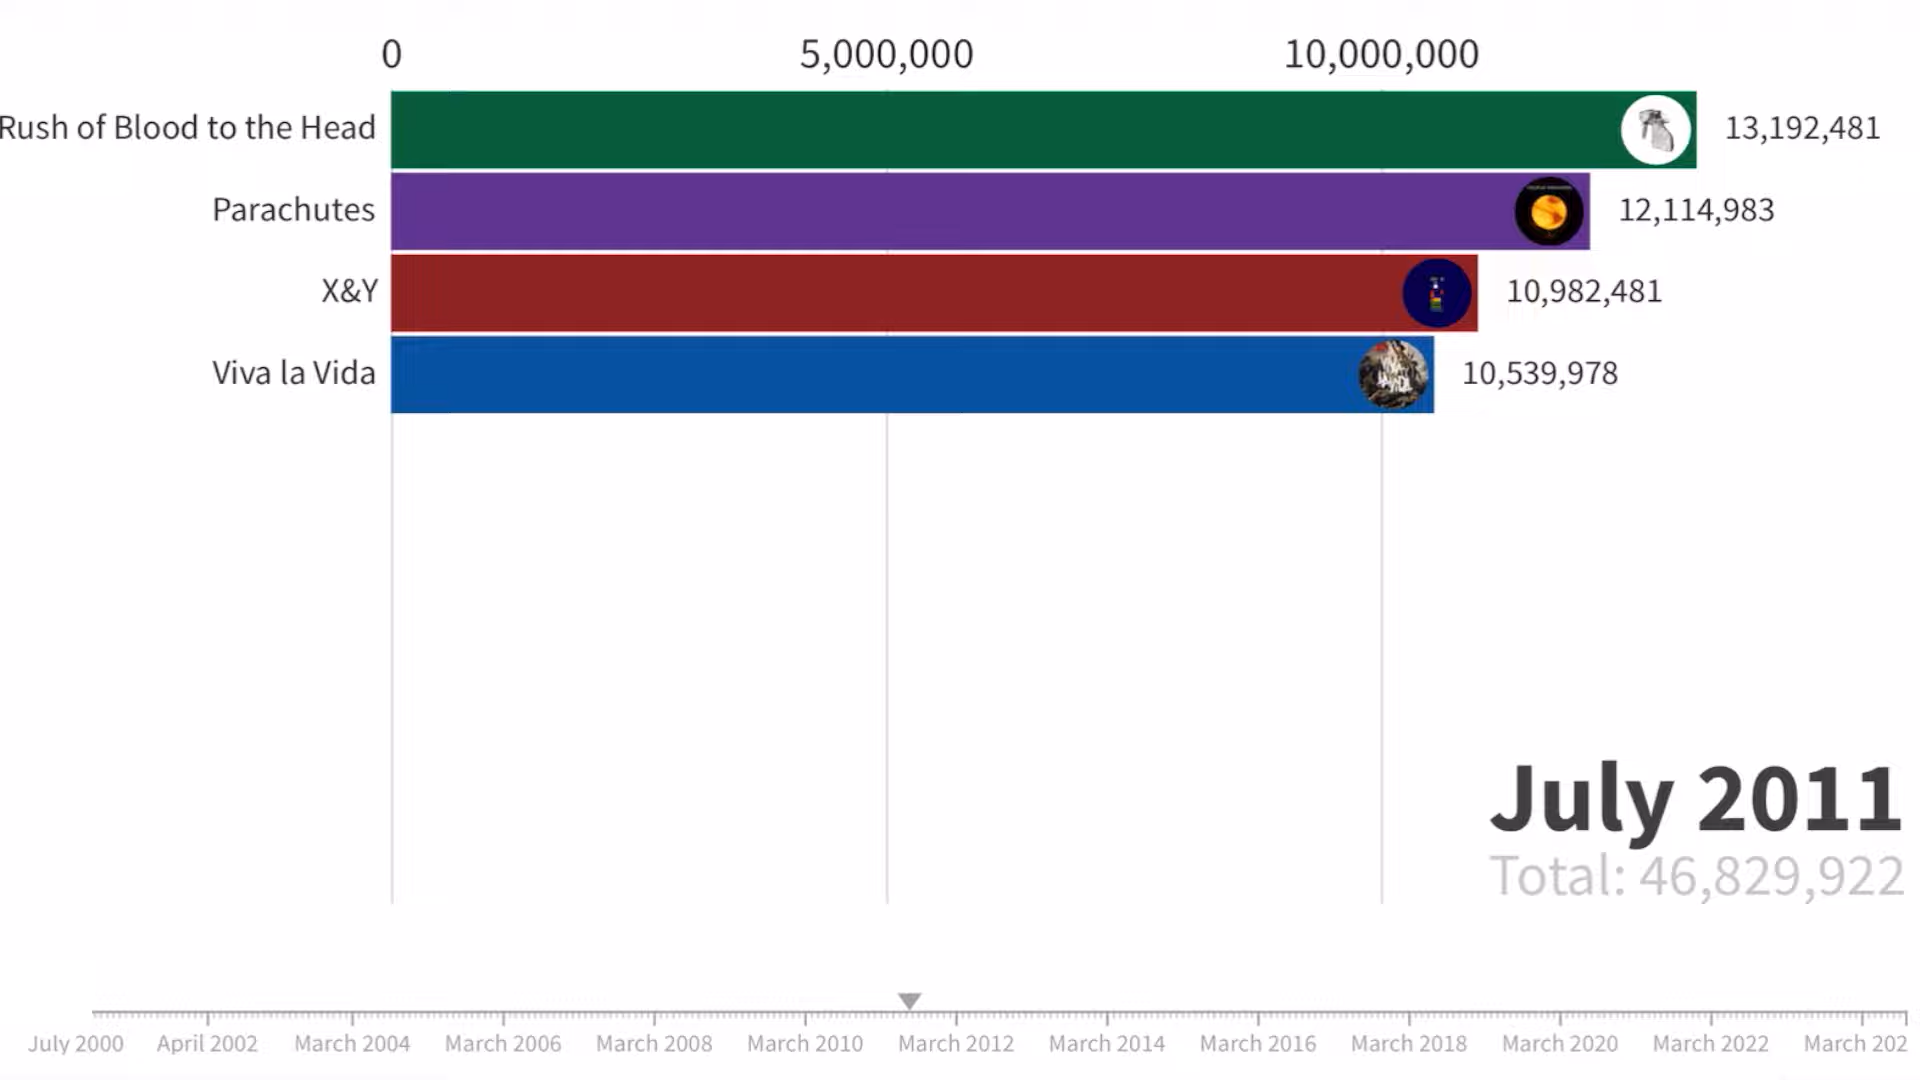 0 5,000,000 10,000,000
Rush of Blood to the Head 13,192,481
Parachutes 12,114,983
X&Y 10,982,481
Viva la Vida 10,539,978
July 2011
Total: 46,829,922
July 2000 April 2002 March 2004 March 2006 March 2008 March 2010 March 2012 March 2014 March 2016 March 2018 March 2020 March 2022 March 202